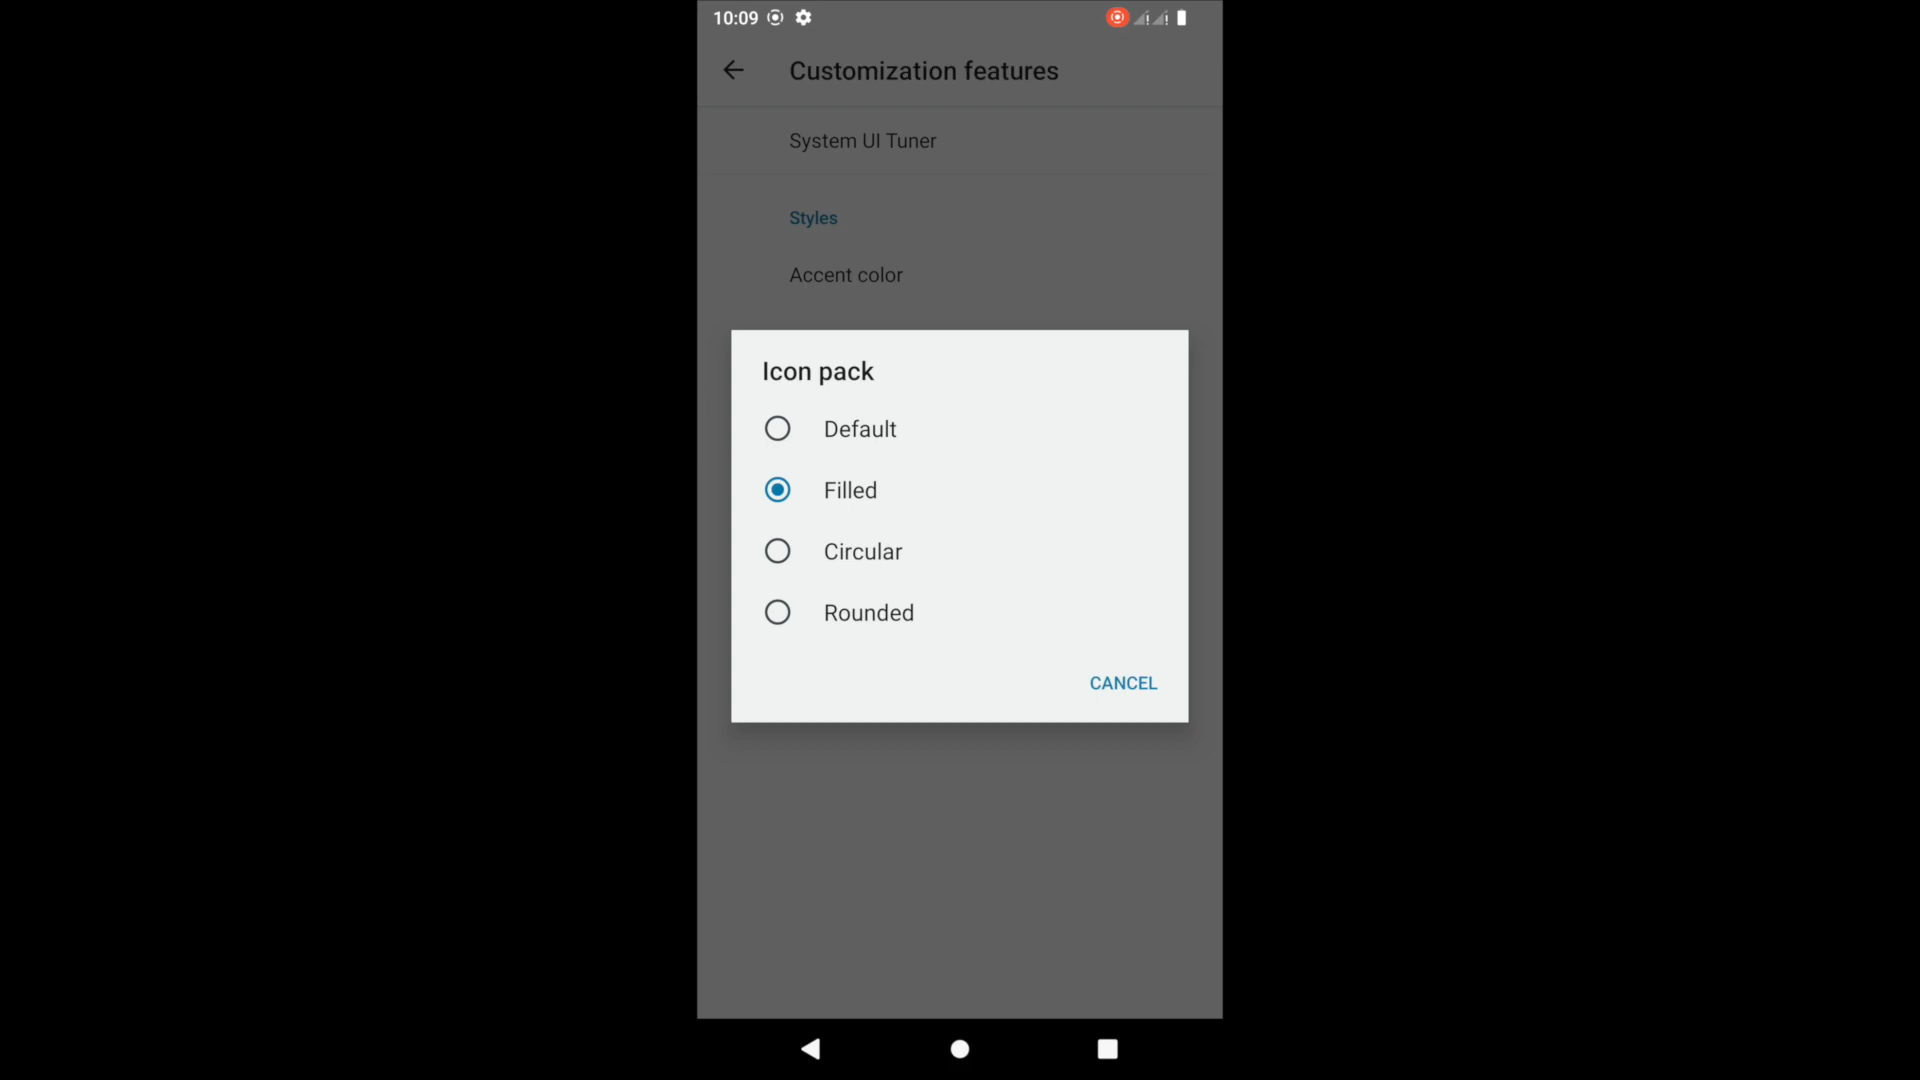 10:09
Customization features
System UI Tuner
Styles
Accent color
Icon pack
Default
Filled
Circular
Rounded
CANCEL